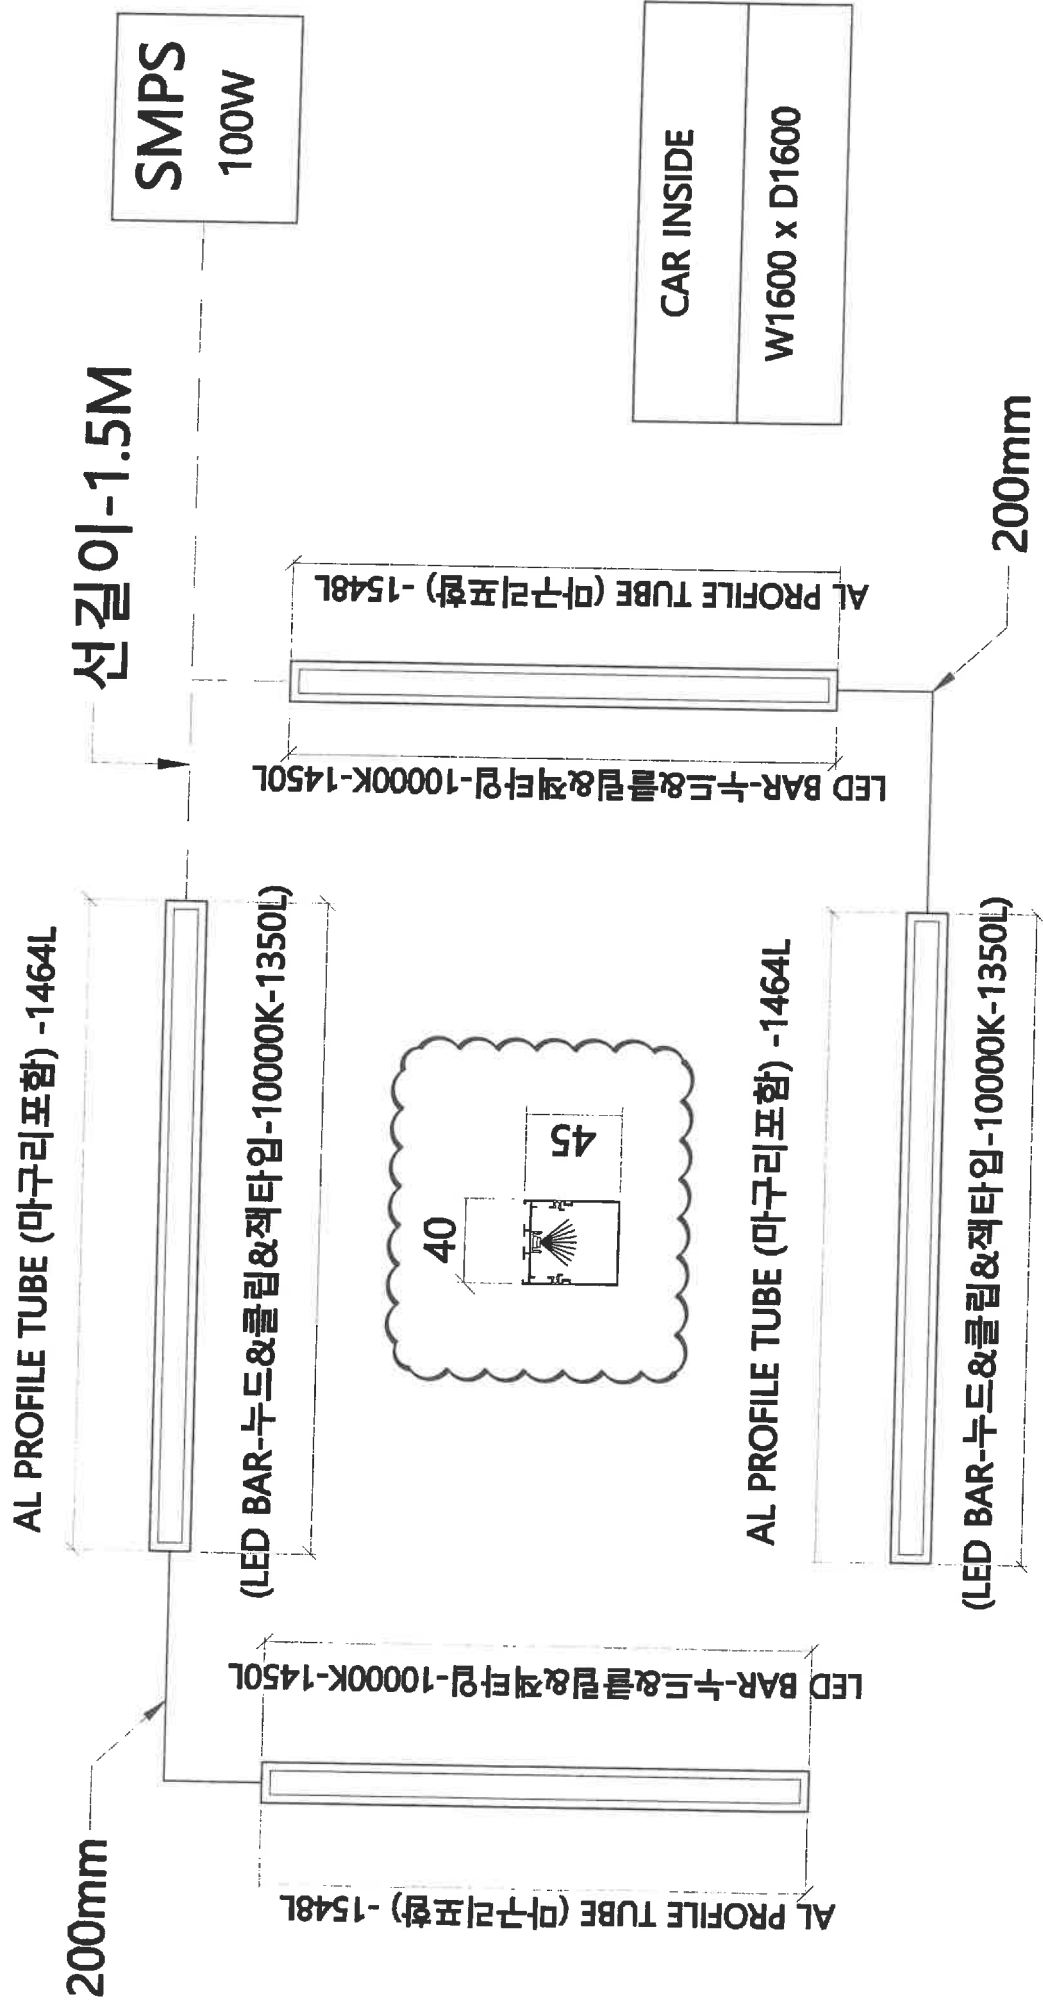 SMPS
100W
선길이-1.5M
CAR INSIDE
W1600 x D1600
AL PROFILE TUBE (마구리포함) -1464L
(LED BAR-누드&클립&잭타입-10000K-1350L)
200mm
AL PROFILE TUBE (마구리포함) -1548L
LED BAR-누드&클립&잭타입-10000K-1450L
40
45
LED BAR-누드&클립&잭타입-10000K-1450L
AL PROFILE TUBE (마구리포함) -1548L
200mm
AL PROFILE TUBE (마구리포함) -1464L
(LED BAR-누드&클립&잭타입-10000K-1350L)